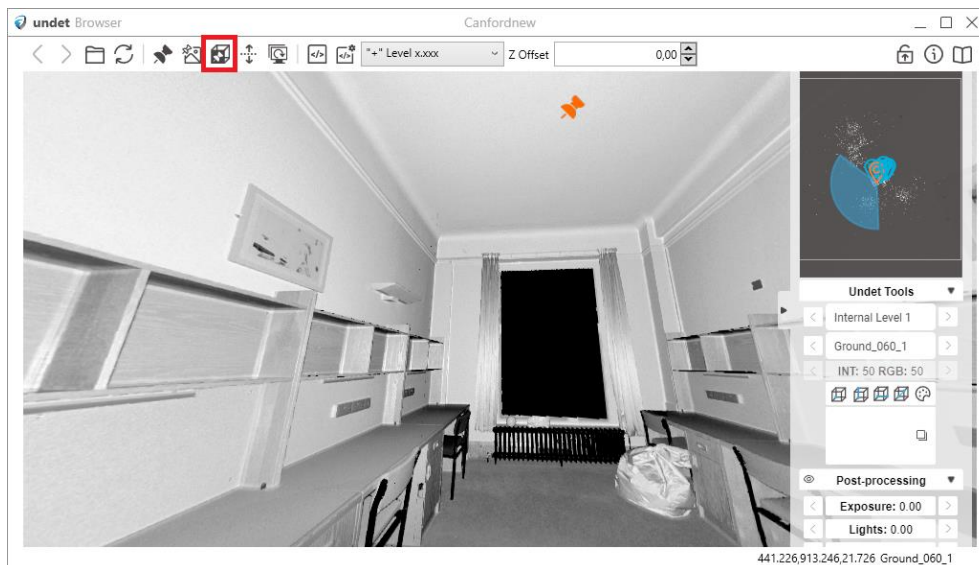 undet Browser
Canfordnew
"+" Level x.xxx
Z Offset
0,00
Undet Tools
Internal Level 1
Ground_060_1
INT: 50 RGB: 50
Post-processing
Exposure: 0.00
Lights: 0.00
441.226,913.246,21.726 Ground_060_1